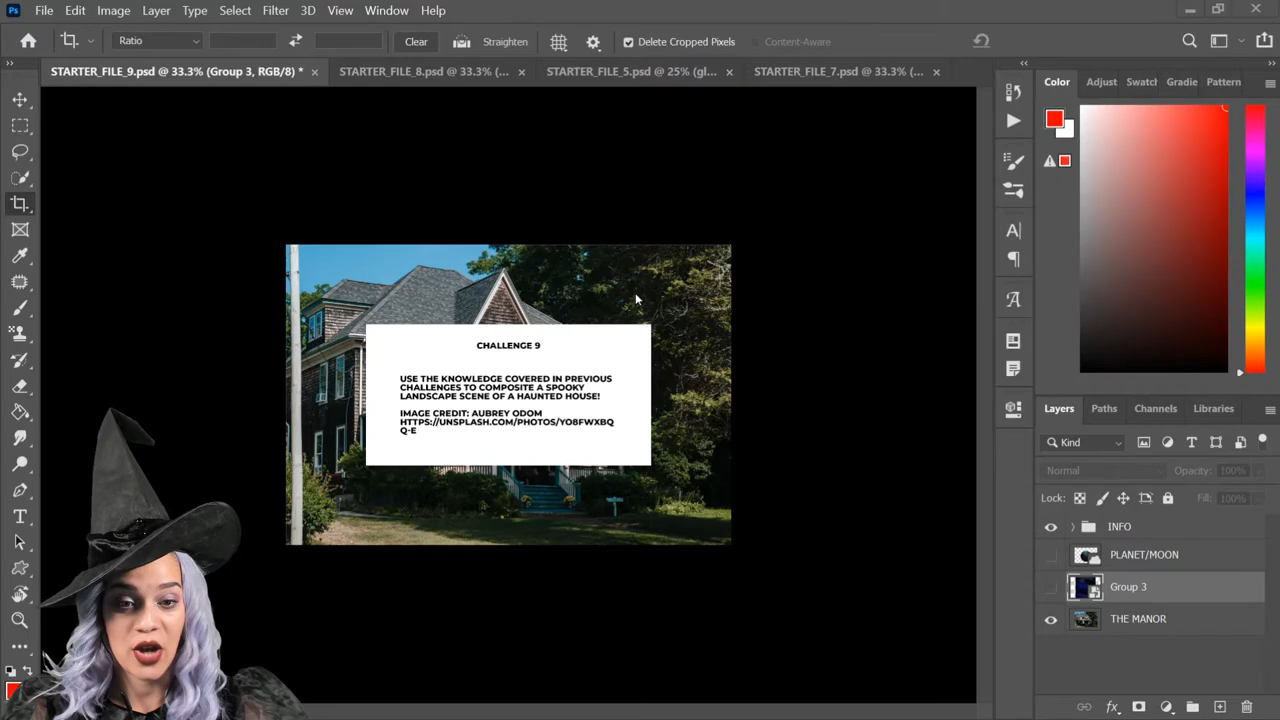 Ps File Edit Image Layer Type Select Filter 3D View Window Help
Ratio Clear Straighten Delete Cropped Pixels Content-Aware
STARTER_FILE_9.psd @ 33.3% (Group 3, RGB/8) * STARTER_FILE_8.psd @ 33.3% (... STARTER_FILE_5.psd @ 25% (gl... STARTER_FILE_7.psd @ 33.3% (...
Color Adjust Swatch Gradie Pattern
CHALLENGE 9
USE THE KNOWLEDGE COVERED IN PREVIOUS
CHALLENGES TO COMPOSITE A SPOOKY
LANDSCAPE SCENE OF A HAUNTED HOUSE!
IMAGE CREDIT: AUBREY ODOM
HTTPS://UNSPLASH.COM/PHOTOS/YO8FWXBQ
Q-E
Layers Paths Channels Libraries
Kind
Normal Opacity: 100%
Lock: Fill: 100%
INFO
PLANET/MOON
Group 3
THE MANOR